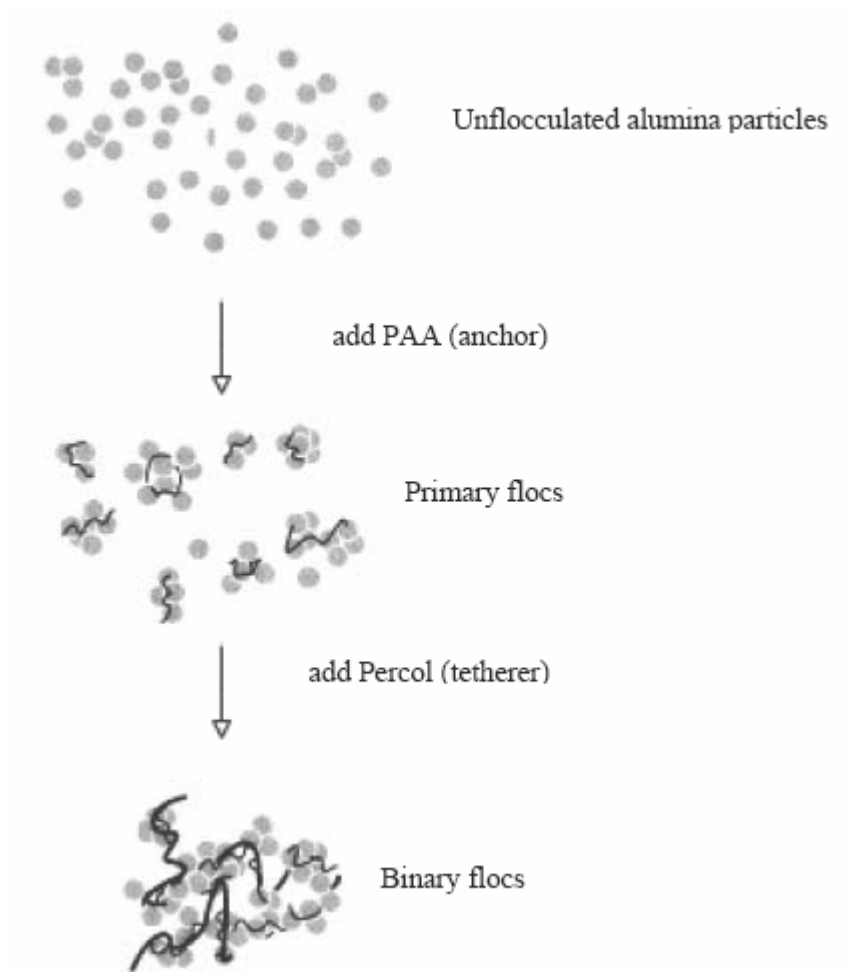 Unflocculated alumina particles
add PAA (anchor)
Primary flocs
add Percol (tetherer)
Binary flocs